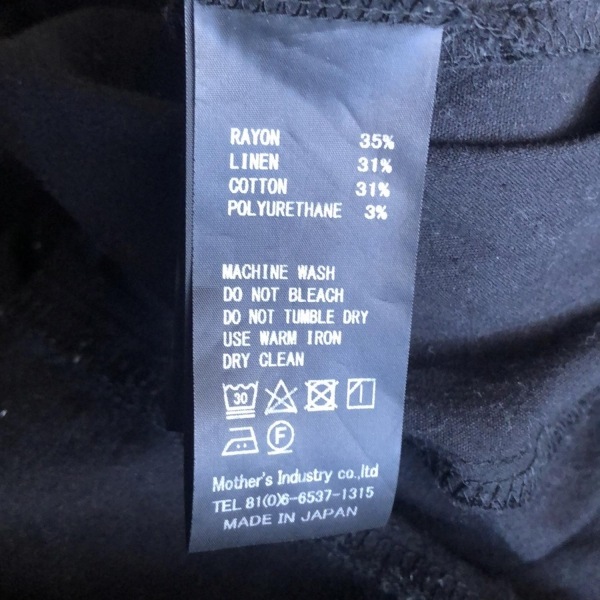 RAYON 35%
LINEN 31%
COTTON 31%
POLYURETHANE 3%
MACHINE WASH
DO NOT BLEACH
DO NOT TUMBLE DRY
USE WARM IRON
DRY CLEAN
30
F
Mother's Industry co.,ltd
TEL 81(0)6-6537-1315
MADE IN JAPAN